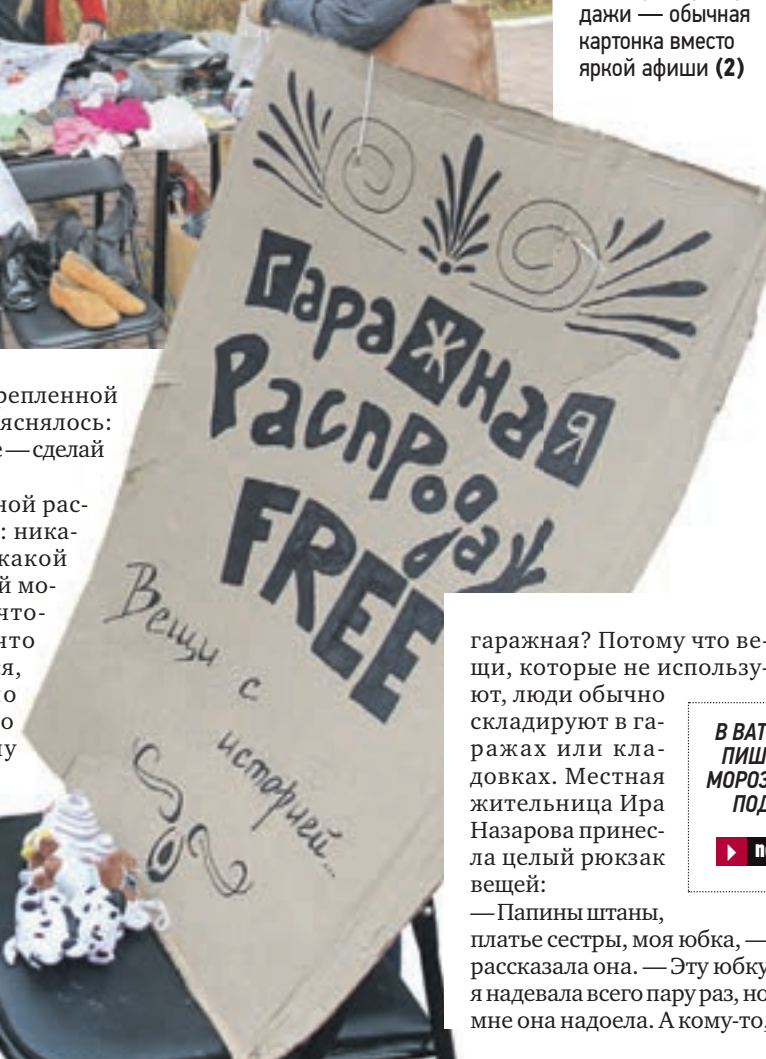 дажи — обычная
картонка вместо
яркой афиши (2)
гаражная
Распродаж
FREE
Вещи с
историей...
репленной
яснялось:
е — сделай
ной рас-
: ника-
какой
й мо-
что-
что
я,
о
о
у
гаражная? Потому что ве-
щи, которые не использу-
ют, люди обычно
складируют в га-
ражах или кла-
довках. Местная
жительница Ира
Назарова принес-
ла целый рюкзак
вещей:
— Папины штаны,
платье сестры, моя юбка, —
рассказала она. — Эту юбку
я надевала всего пару раз, но
мне она надоела. А кому-то,
В ВАТ
ПИШ
МОРОЗ
ПОД